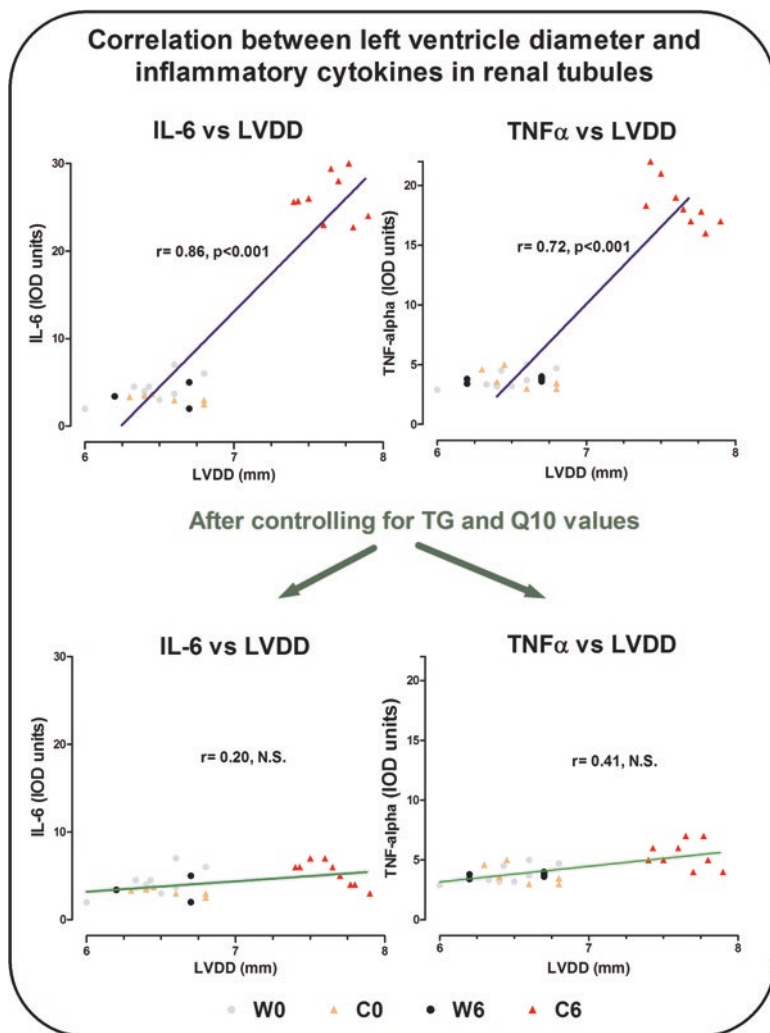 Correlation between left ventricle diameter and
inflammatory cytokines in renal tubules
IL-6 vs LVDD
IL-6 (IOD units)
30
20
10
0
r= 0.86, p<0.001
6
7
8
LVDD (mm)
TNFα vs LVDD
TNF-alpha (IOD units)
20
15
10
5
0
r= 0.72, p<0.001
6
7
8
LVDD (mm)
After controlling for TG and Q10 values
IL-6 vs LVDD
IL-6 (IOD units)
30
20
10
0
r= 0.20, N.S.
6
7
8
LVDD (mm)
TNFα vs LVDD
TNF-alpha (IOD units)
20
15
10
5
0
r= 0.41, N.S.
6
7
8
LVDD (mm)
W0 C0 W6 C6